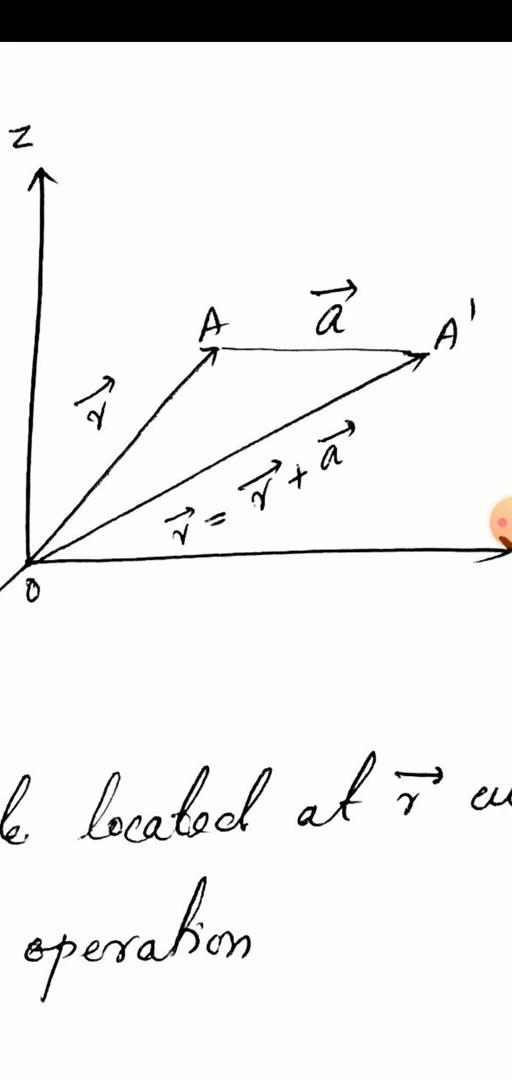 z
A
a⃗
A'
r⃗
r⃗ = r⃗ + a⃗
O
located at r⃗
operation